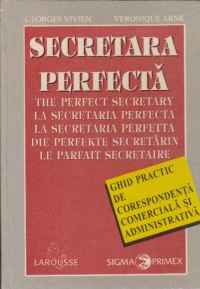 GEORGES VIVIEN VERONIQUE ARNE
SECRETARA
PERFECTĂ
THE PERFECT SECRETARY
LA SECRETARIA PERFECTA
LA SECRETARIA PERFETTA
DIE PERFEKTE SECRETÄRIN
LE PARFAIT SECRETAIRE
GHID PRACTIC
DE
CORESPONDENȚĂ
COMERCIALĂ ȘI
ADMINISTRATIVĂ
LAROUSSE
SIGMA PRIMEX